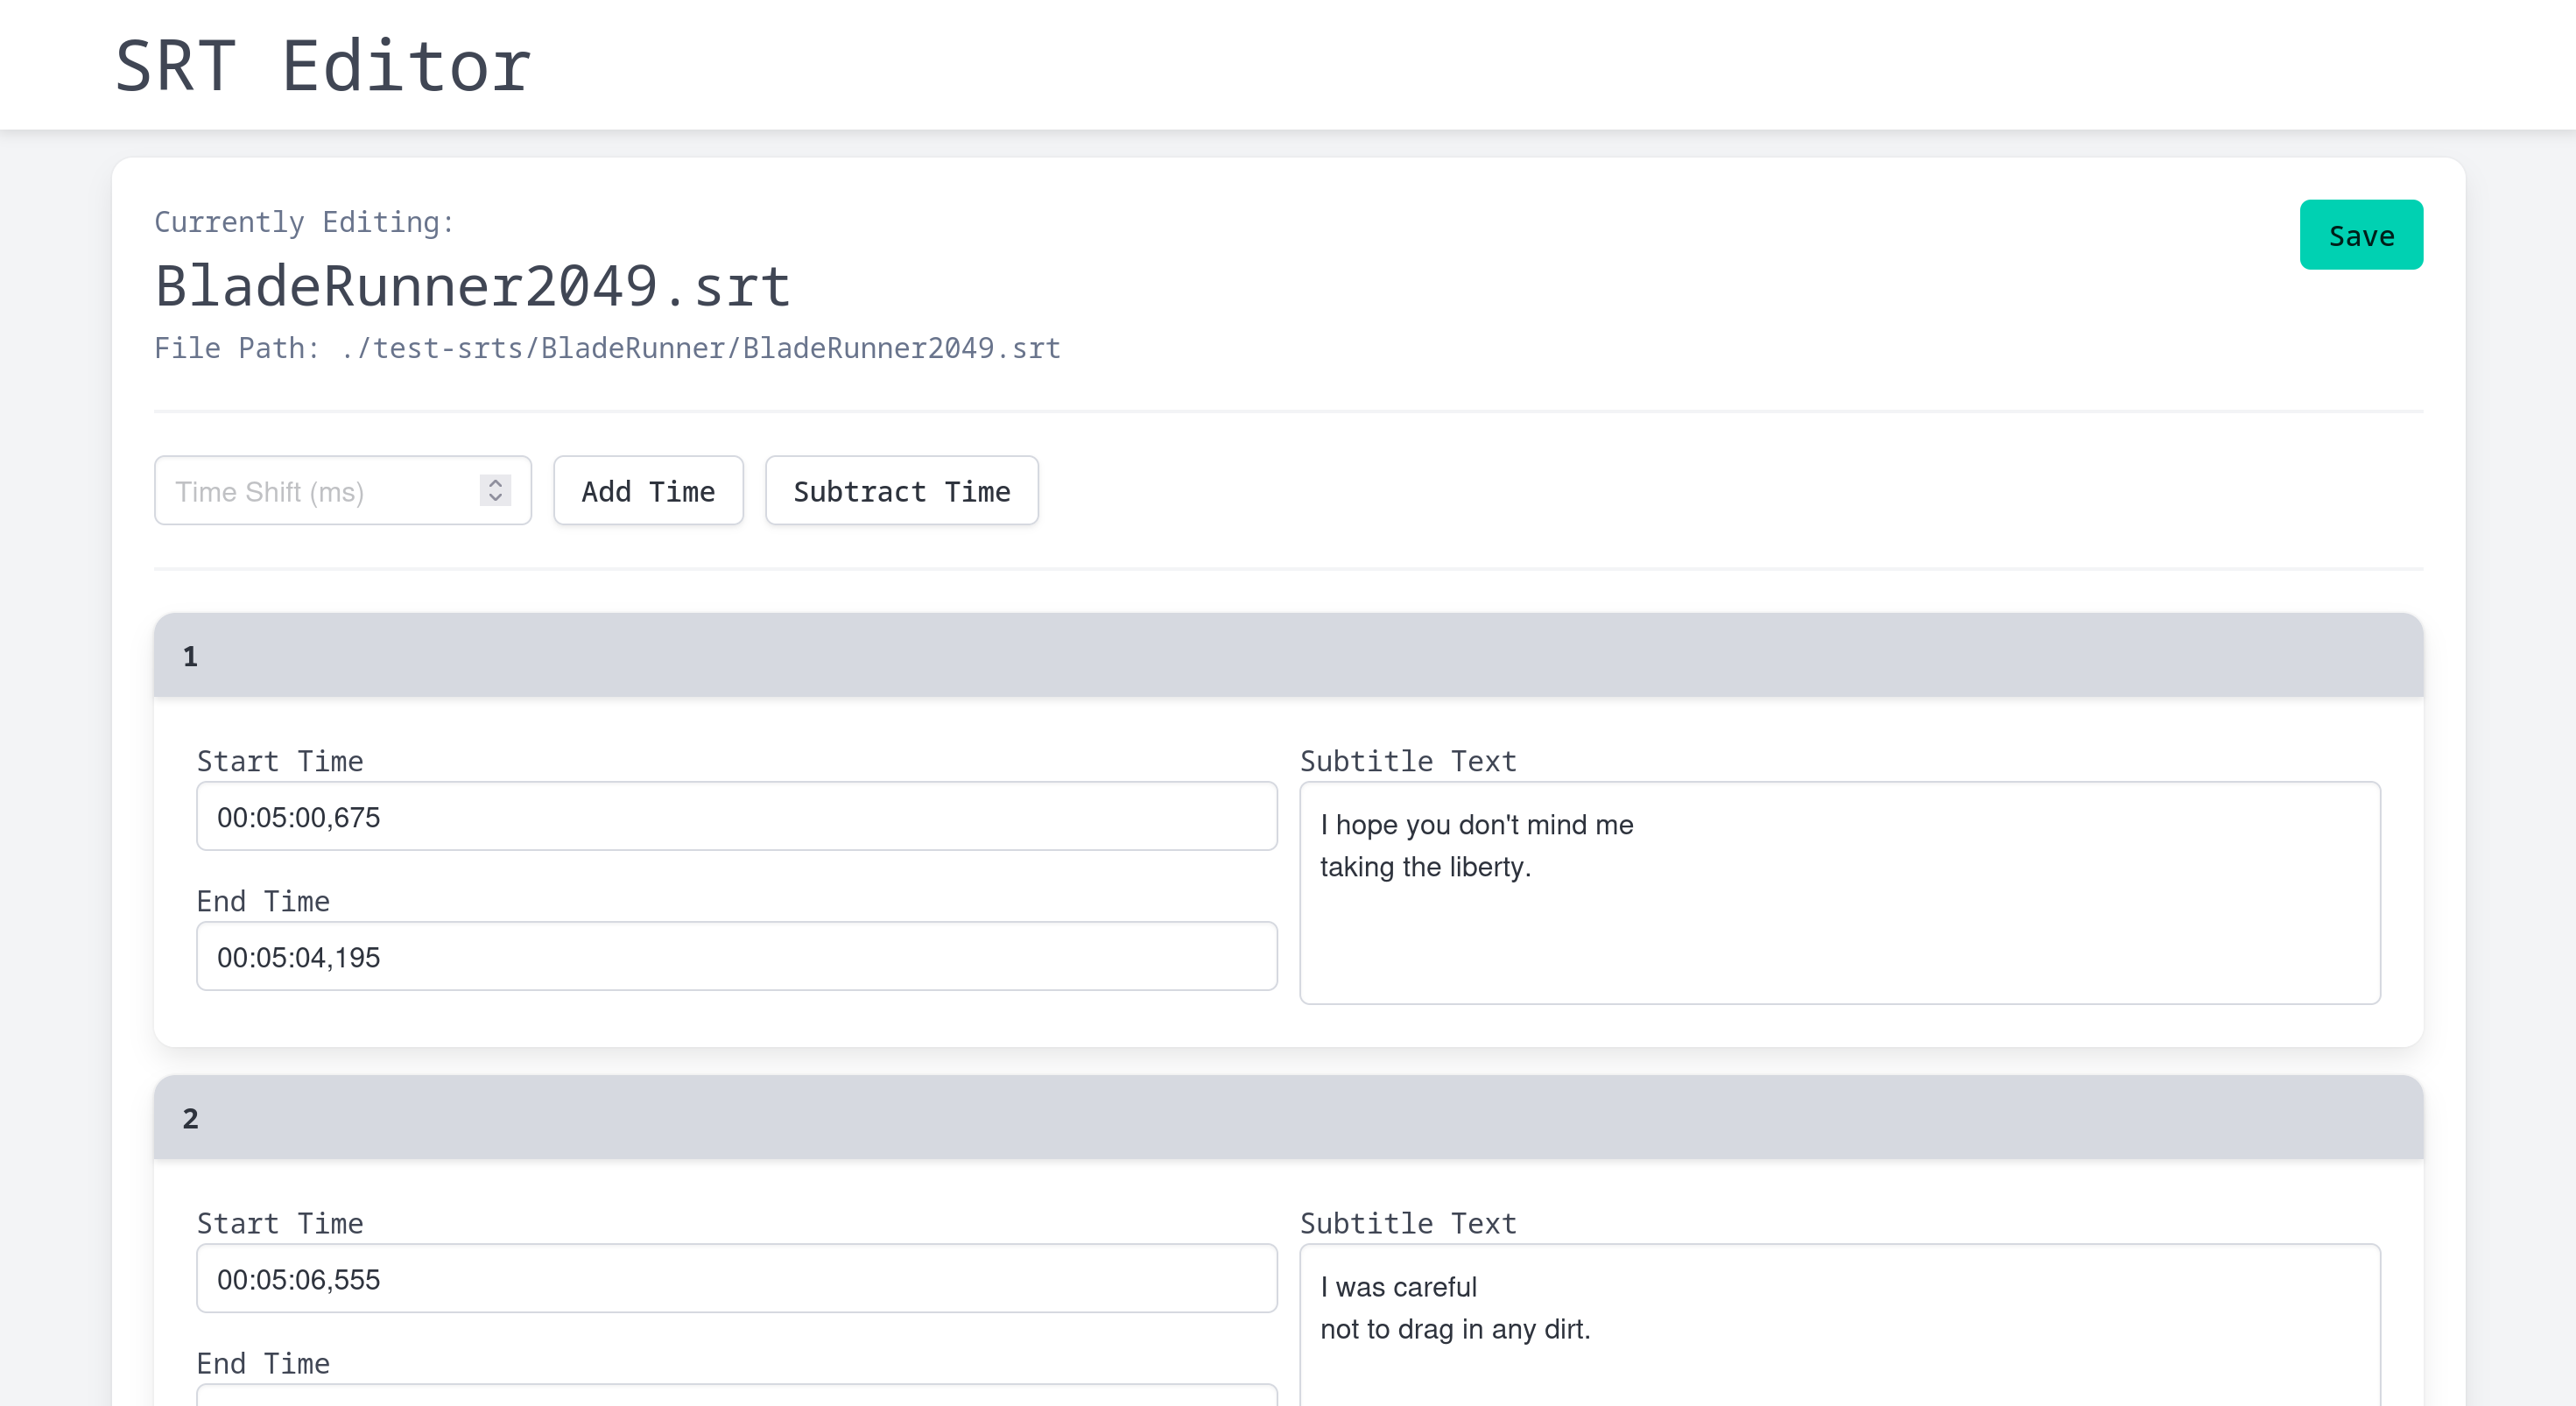 SRT Editor
Currently Editing:
Save
BladeRunner2049.srt
File Path: ./test-srts/BladeRunner/BladeRunner2049.srt
Time Shift (ms)
Add Time
Subtract Time
1
Start Time
00:05:00,675
End Time
00:05:04,195
Subtitle Text
I hope you don't mind me
taking the liberty.
2
Start Time
00:05:06,555
End Time
Subtitle Text
I was careful
not to drag in any dirt.